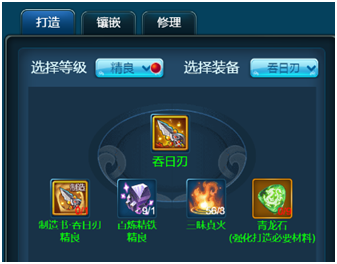 打造 镶嵌 修理
选择等级 精良 选择装备 吞日刃
吞日刃
制造
9/1
制造书·吞日刃
精良
百炼精铁
精良
三昧真火
青龙石
(强化打造必要材料)